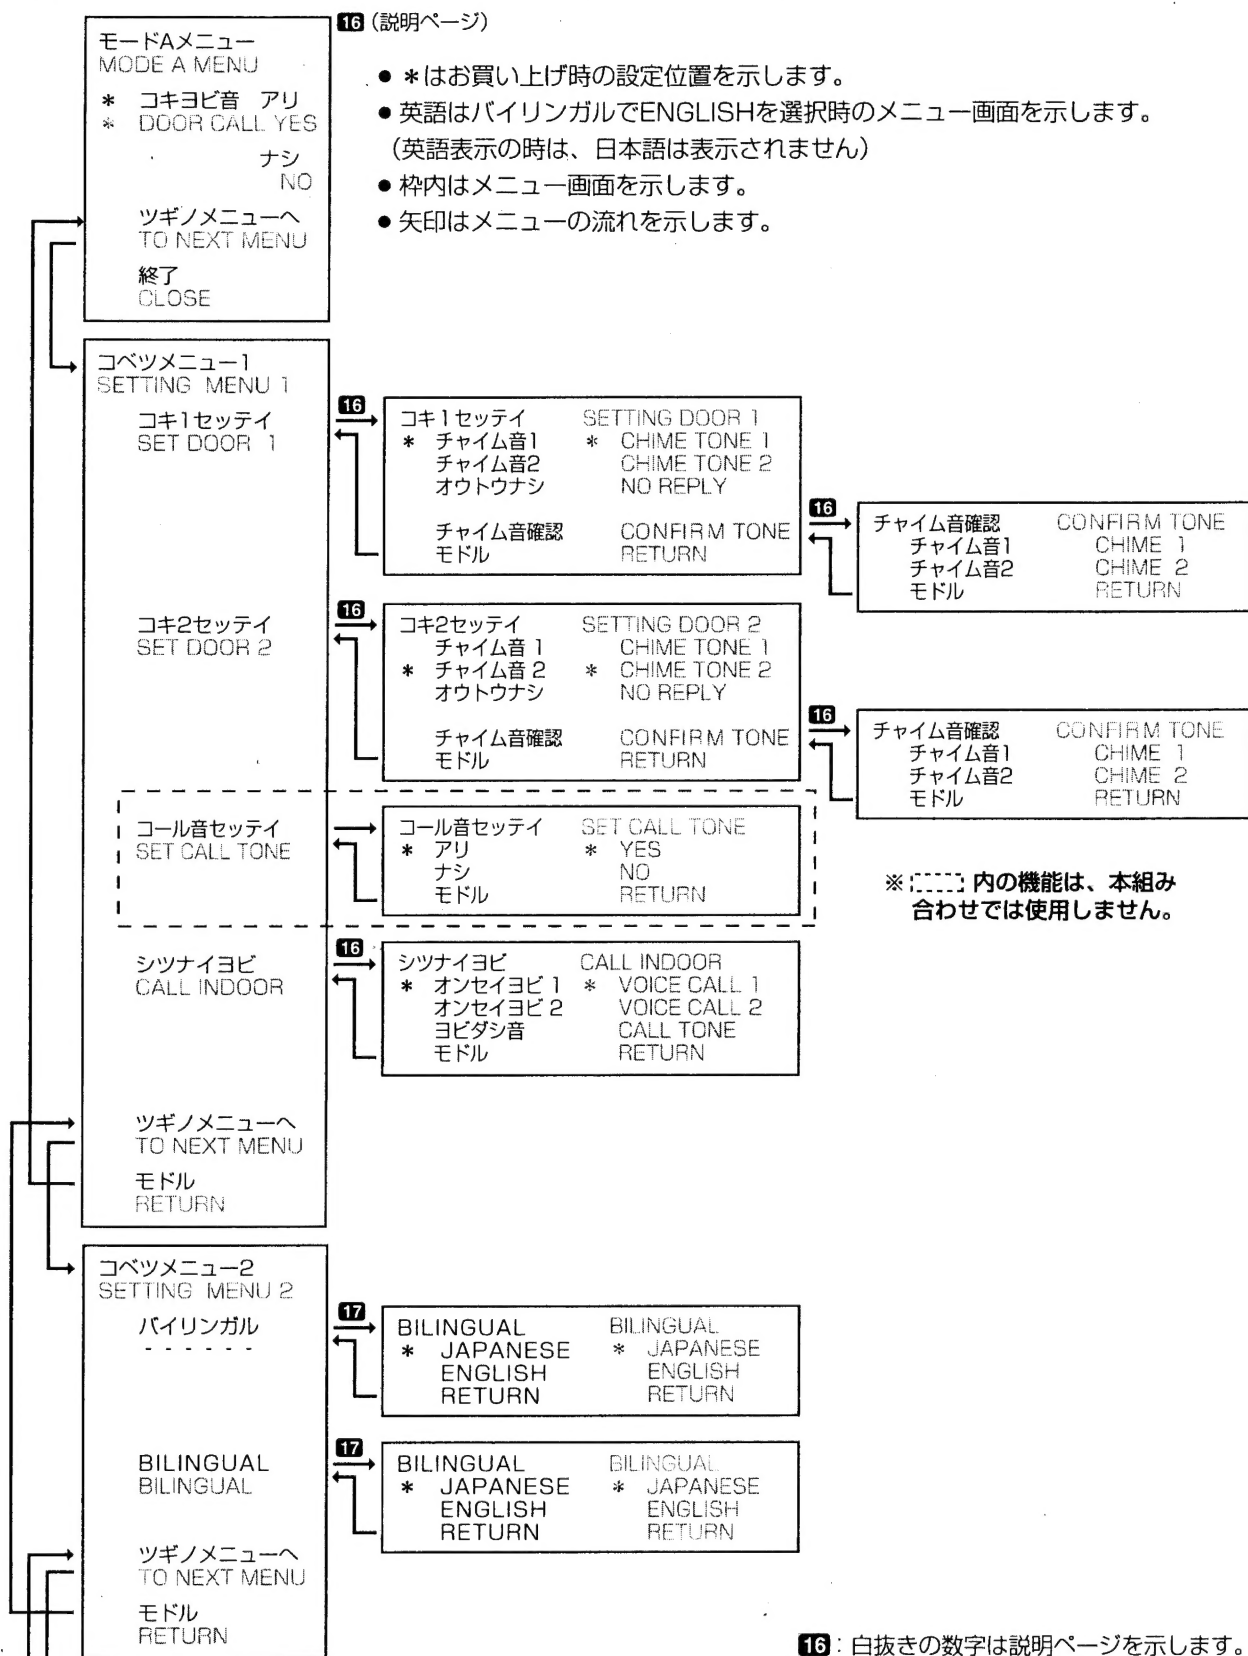 16 (説明ページ)
モードAメニュー
MODE A MENU
* コキヨビ音 アリ
* DOOR CALL YES
ナシ
NO
ツギノメニューへ
TO NEXT MENU
終了
CLOSE
● *はお買い上げ時の設定位置を示します。
● 英語はバイリンガルでENGLISHを選択時のメニュー画面を示します。
(英語表示の時は、日本語は表示されません)
● 枠内はメニュー画面を示します。
● 矢印はメニューの流れを示します。
コベツメニュー1
SETTING MENU 1
コキ1セッテイ
SET DOOR 1
16
コキ1セッテイ SETTING DOOR 1
* チャイム音1 * CHIME TONE 1
チャイム音2 CHIME TONE 2
オウトウナシ NO REPLY
チャイム音確認 CONFIRM TONE
モドル RETURN
16
チャイム音確認 CONFIRM TONE
チャイム音1 CHIME 1
チャイム音2 CHIME 2
モドル RETURN
コキ2セッテイ
SET DOOR 2
16
コキ2セッテイ SETTING DOOR 2
チャイム音 1 CHIME TONE 1
* チャイム音 2 * CHIME TONE 2
オウトウナシ NO REPLY
チャイム音確認 CONFIRM TONE
モドル RETURN
16
チャイム音確認 CONFIRM TONE
チャイム音1 CHIME 1
チャイム音2 CHIME 2
モドル RETURN
コール音セッテイ
SET CALL TONE
コール音セッテイ SET CALL TONE
* アリ * YES
ナシ NO
モドル RETURN
※ 内の機能は、本組み
合わせでは使用しません。
シツナイヨビ
CALL INDOOR
16
シツナイヨビ CALL INDOOR
* オンセイヨビ 1 * VOICE CALL 1
オンセイヨビ 2 VOICE CALL 2
ヨビダシ音 CALL TONE
モドル RETURN
ツギノメニューへ
TO NEXT MENU
モドル
RETURN
コベツメニュー2
SETTING MENU 2
バイリンガル
- - - - - -
17
BILINGUAL BILINGUAL
* JAPANESE * JAPANESE
ENGLISH ENGLISH
RETURN RETURN
BILINGUAL
BILINGUAL
17
BILINGUAL BILINGUAL
* JAPANESE * JAPANESE
ENGLISH ENGLISH
RETURN RETURN
ツギノメニューへ
TO NEXT MENU
モドル
RETURN
16 : 白抜きの数字は説明ページを示します。